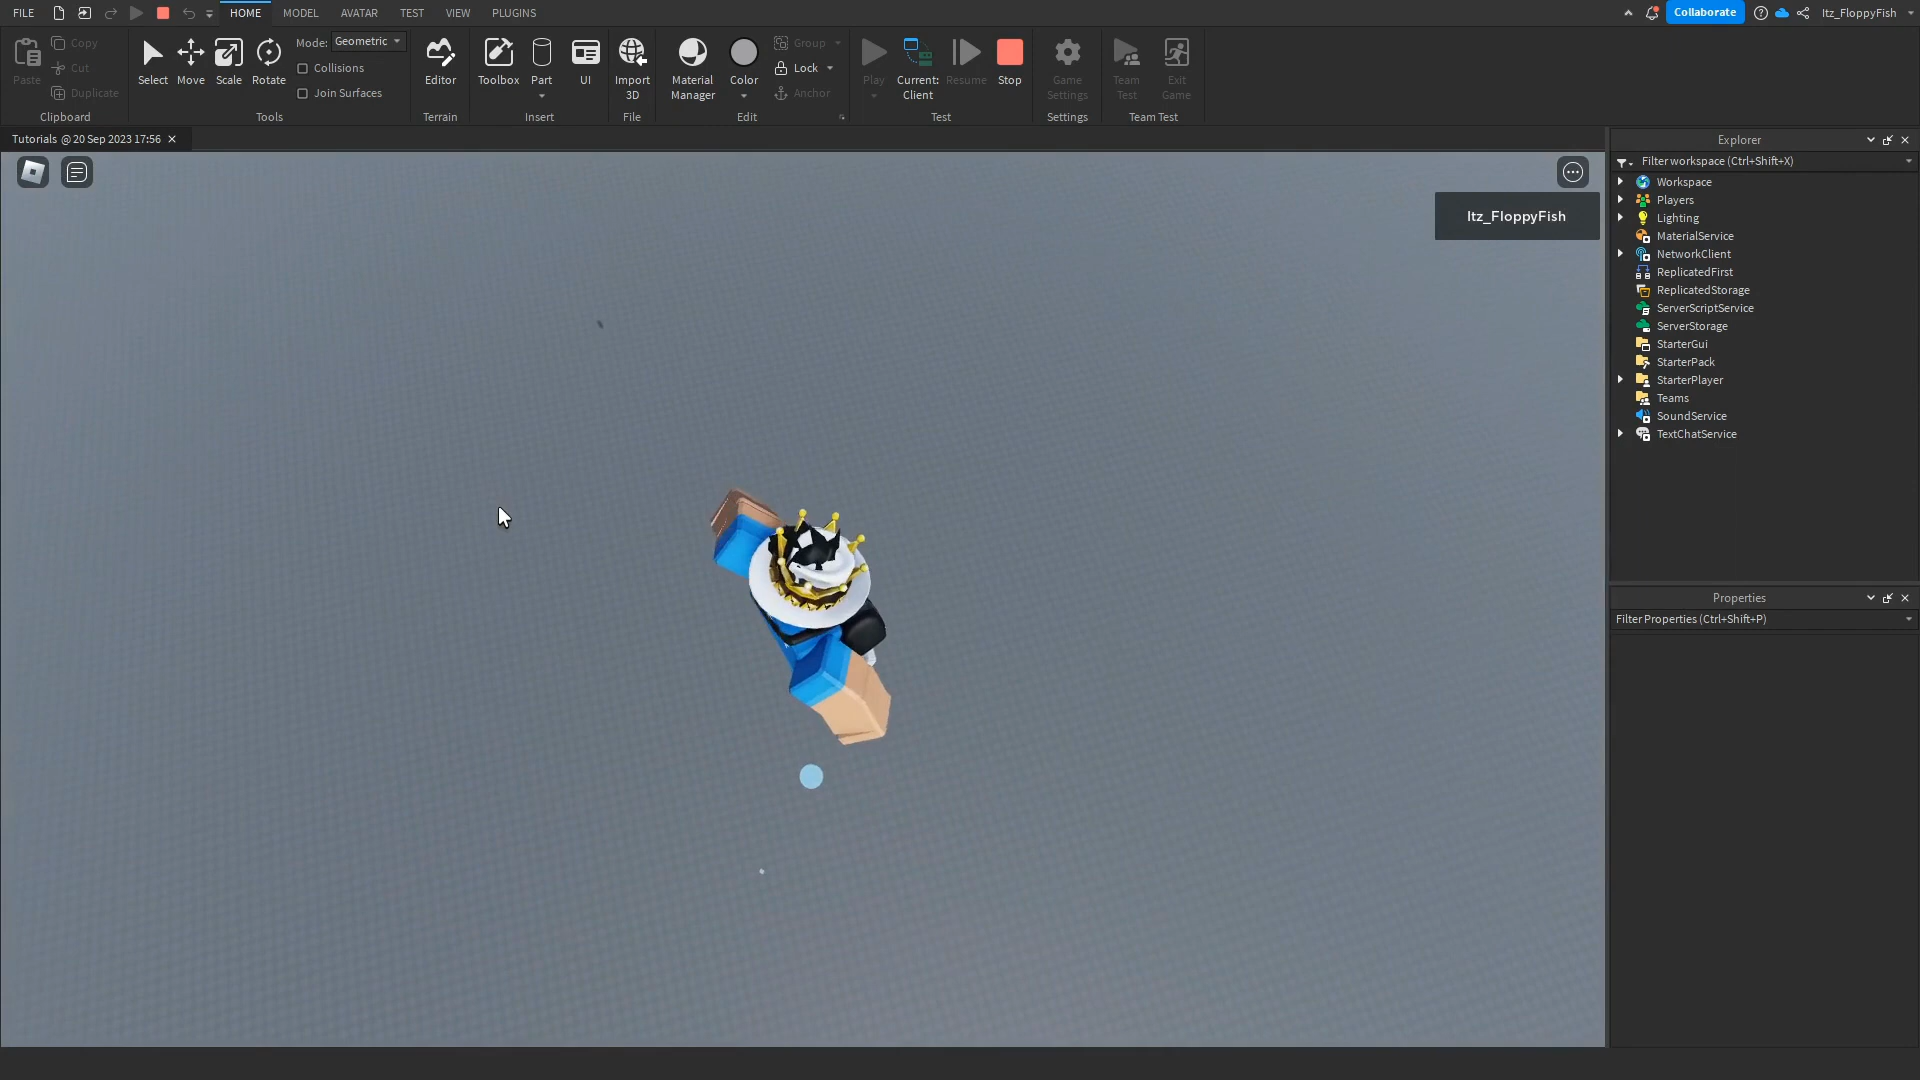 FILE HOME MODEL AVATAR TEST VIEW PLUGINS Collaborate Itz_FloppyFish
Paste Copy Cut Duplicate
Clipboard
Select Move Scale Rotate
Mode: Geometric
Collisions
Join Surfaces
Tools
Editor
Terrain
Toolbox Part UI
Insert
Import
3D
File
Material
Manager
Color
Group
Lock
Anchor
Edit
Play
Current:
Client
Resume Stop
Test
Game
Settings
Settings
Team
Test
Exit
Game
Team Test
Tutorials @ 20 Sep 2023 17:56
Itz_FloppyFish
Explorer
Filter workspace (Ctrl+Shift+X)
Workspace
Players
Lighting
MaterialService
NetworkClient
ReplicatedFirst
ReplicatedStorage
ServerScriptService
ServerStorage
StarterGui
StarterPack
StarterPlayer
Teams
SoundService
TextChatService
Properties
Filter Properties (Ctrl+Shift+P)